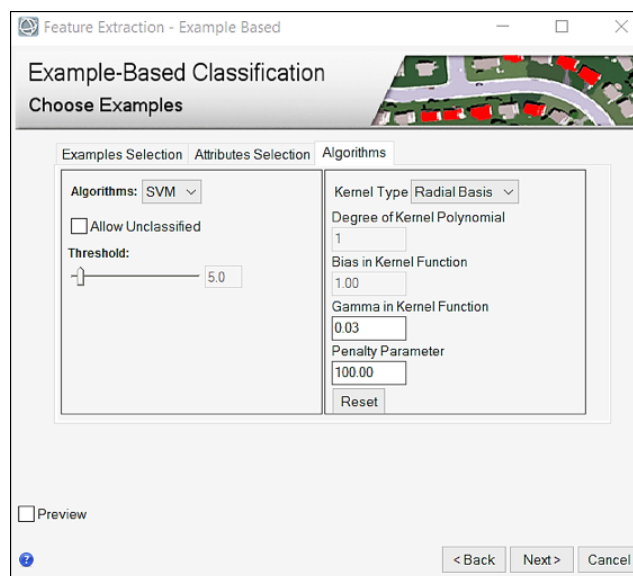 Feature Extraction - Example Based
Example-Based Classification
Choose Examples
Examples Selection Attributes Selection Algorithms
Algorithms: SVM
Allow Unclassified
Threshold:
5.0
Kernel Type Radial Basis
Degree of Kernel Polynomial
1
Bias in Kernel Function
1.00
Gamma in Kernel Function
0.03
Penalty Parameter
100.00
Reset
Preview
?
< Back Next > Cancel